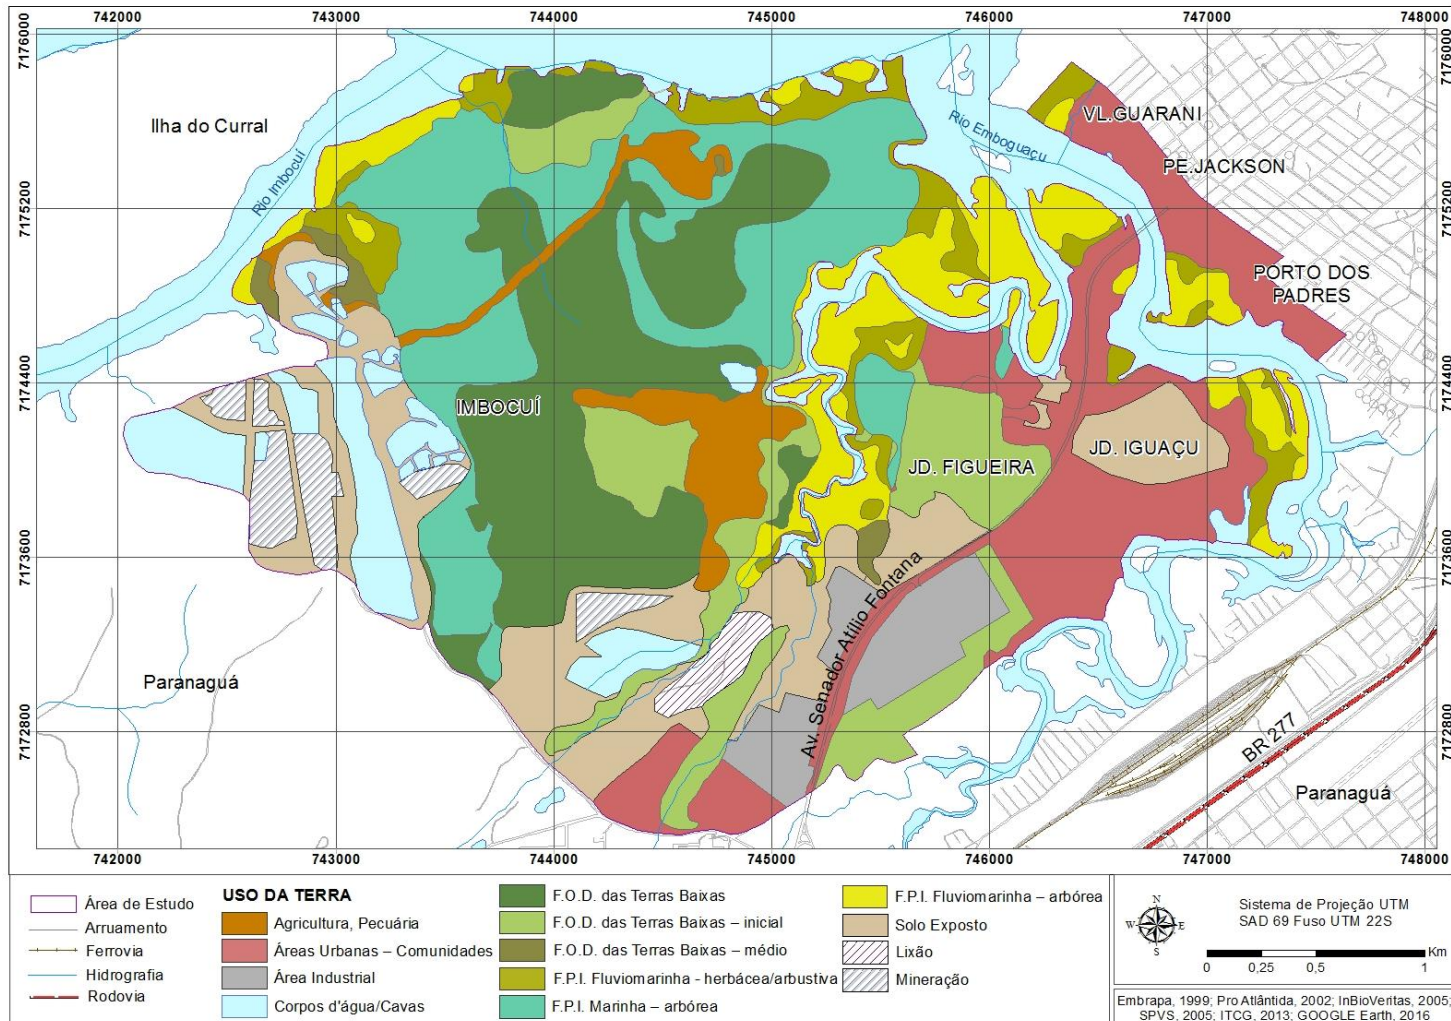 742000 743000 744000 745000 746000 747000 748000
7176000 7176000
Ilha do Curral
Rio Imbocuí
Rio Emboguaçu
VL.GUARANI
PE.JACKSON
7175200 7175200
PORTO DOS
PADRES
7174400 7174400
IMBOCUÍ
JD. FIGUEIRA
JD. IGUAÇU
7173600 7173600
Av. Senador Atílio Fontana
Paranaguá
7172800 7172800
BR 277
Paranaguá
742000 743000 744000 745000 746000 747000 748000
Área de Estudo
Arruamento
Ferrovia
Hidrografia
Rodovia
USO DA TERRA
Agricultura, Pecuária
Áreas Urbanas – Comunidades
Área Industrial
Corpos d'água/Cavas
F.O.D. das Terras Baixas
F.O.D. das Terras Baixas – inicial
F.O.D. das Terras Baixas – médio
F.P.I. Fluviomarinha - herbácea/arbustiva
F.P.I. Marinha – arbórea
F.P.I. Fluviomarinha – arbórea
Solo Exposto
Lixão
Mineração
N
W E
S
Sistema de Projeção UTM
SAD 69 Fuso UTM 22S
Km
0 0,25 0,5 1
Embrapa, 1999; Pro Atlântida, 2002; InBioVeritas, 2005;
SPVS, 2005; ITCG, 2013; GOOGLE Earth, 2016